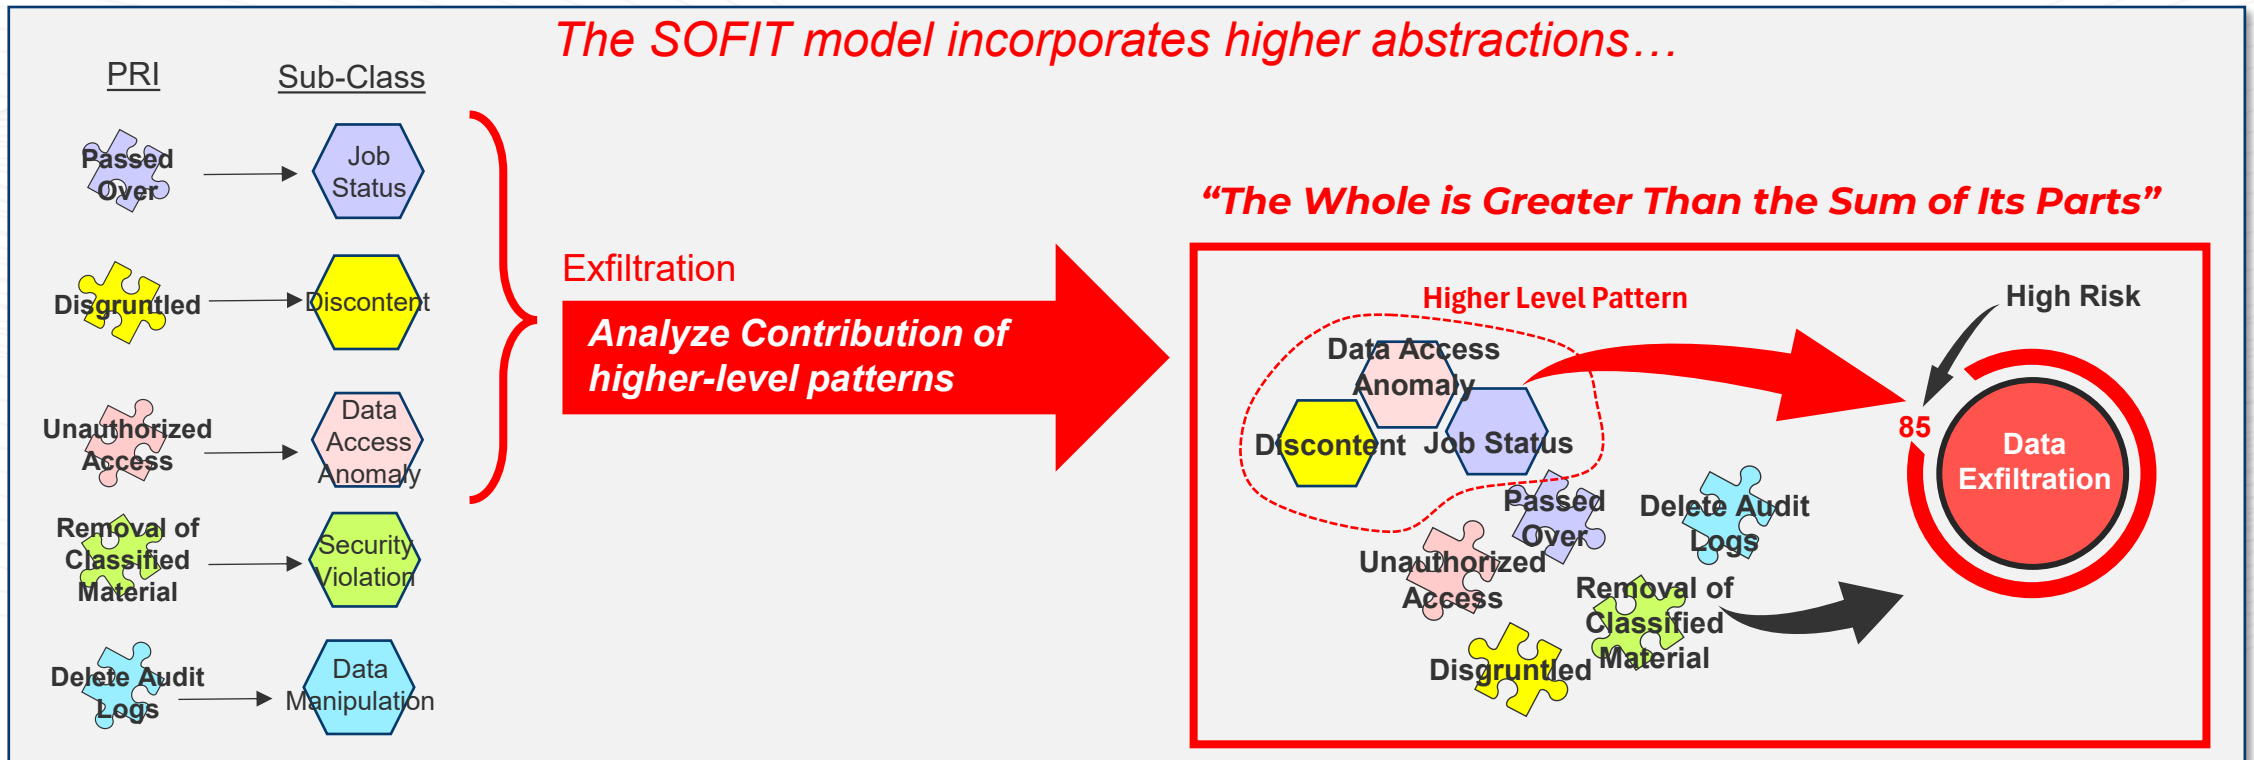 The SOFIT model incorporates higher abstractions…
PRI
Sub-Class
Passed
Over
Job
Status
Disgruntled
Discontent
Unauthorized
Access
Data
Access
Anomaly
Removal of
Classified
Material
Security
Violation
Delete Audit
Logs
Data
Manipulation
Exfiltration
Analyze Contribution of
higher-level patterns
“The Whole is Greater Than the Sum of Its Parts”
Higher Level Pattern
Data Access
Anomaly
Discontent
Job Status
Passed
Over
Unauthorized
Access
Delete Audit
Logs
Removal of
Classified
Material
Disgruntled
High Risk
85
Data
Exfiltration